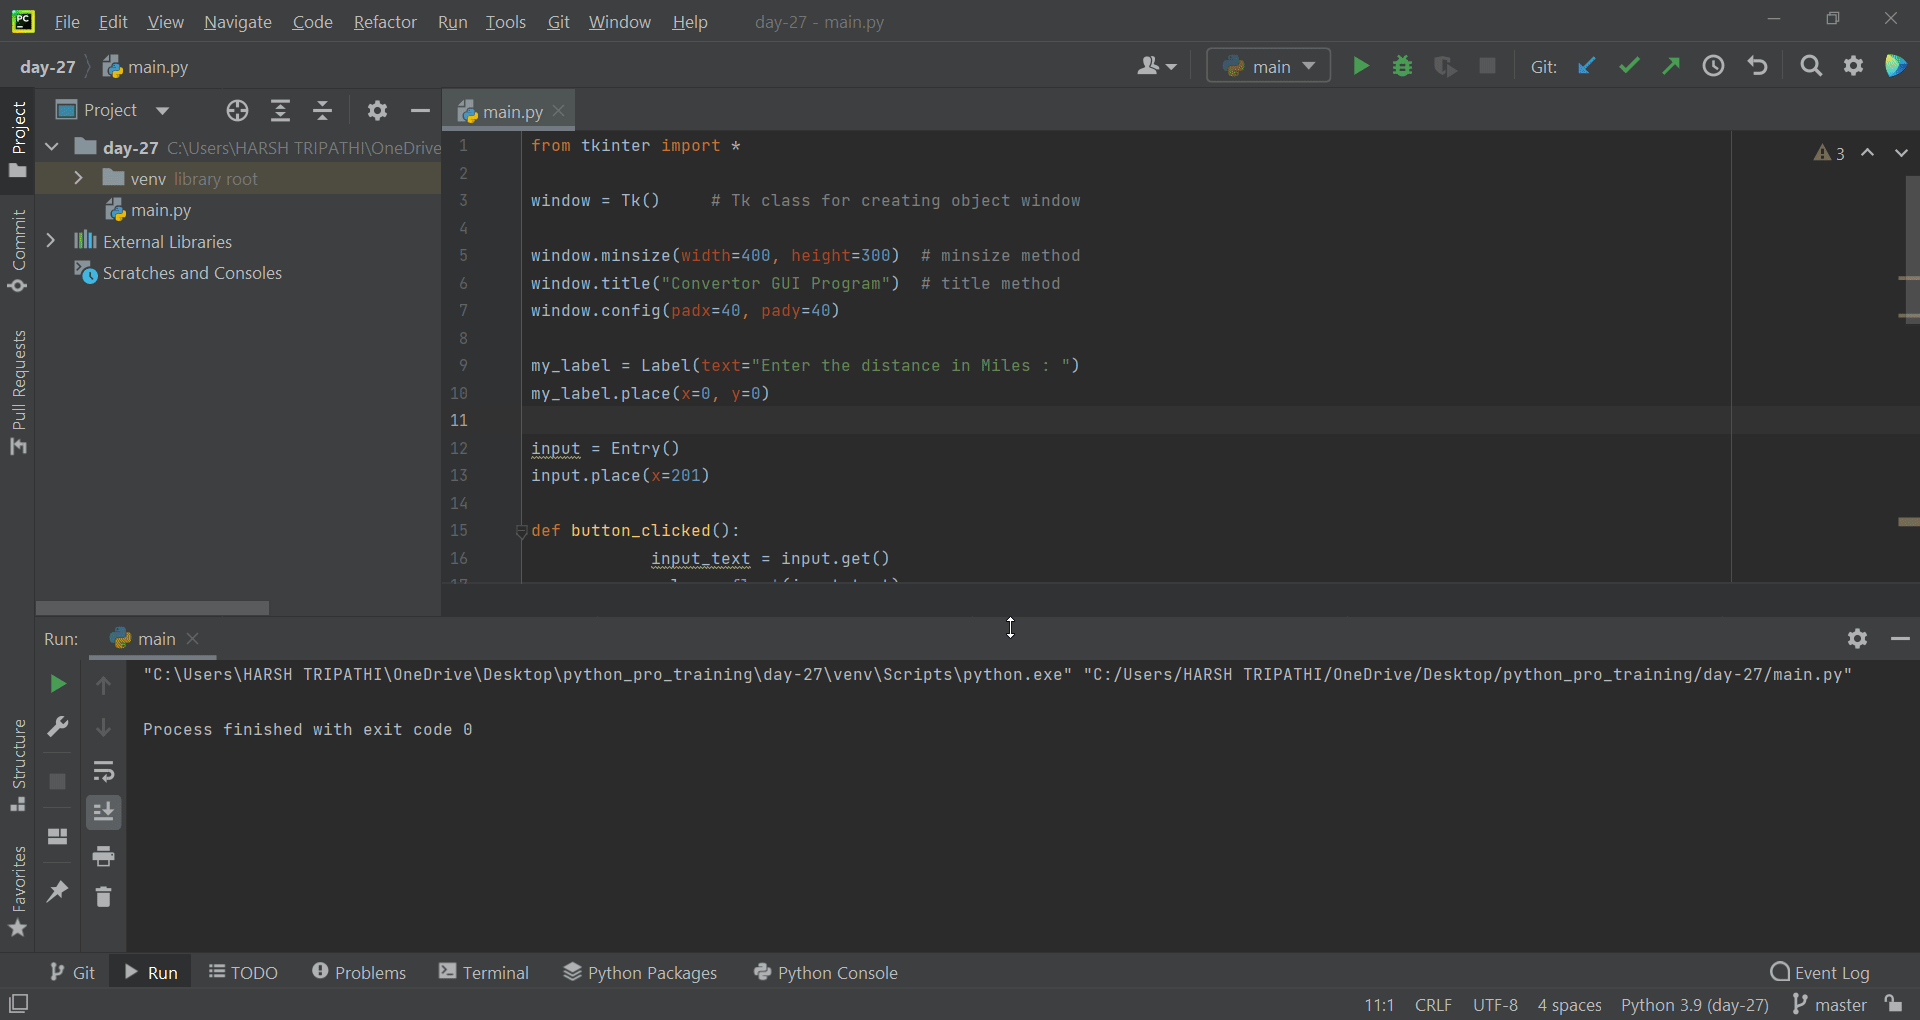 PC File Edit View Navigate Code Refactor Run Tools Git Window Help day-27 - main.py
day-27 main.py main Git:
Project main.py
Project
Commit
Pull Requests
Structure
Favorites
day-27 C:\Users\HARSH TRIPATHI\OneDrive
venv library root
main.py
External Libraries
Scratches and Consoles
3
1 from tkinter import *
2
3 window = Tk() # Tk class for creating object window
4
5 window.minsize(width=400, height=300) # minsize method
6 window.title("Convertor GUI Program") # title method
7 window.config(padx=40, pady=40)
8
9 my_label = Label(text="Enter the distance in Miles : ")
10 my_label.place(x=0, y=0)
11
12 input = Entry()
13 input.place(x=201)
14
15 def button_clicked():
16 input_text = input.get()
Run: main
"C:\Users\HARSH TRIPATHI\OneDrive\Desktop\python_pro_training\day-27\venv\Scripts\python.exe" "C:/Users/HARSH TRIPATHI/OneDrive/Desktop/python_pro_training/day-27/main.py"
Process finished with exit code 0
Git Run TODO Problems Terminal Python Packages Python Console Event Log
11:1 CRLF UTF-8 4 spaces Python 3.9 (day-27) master